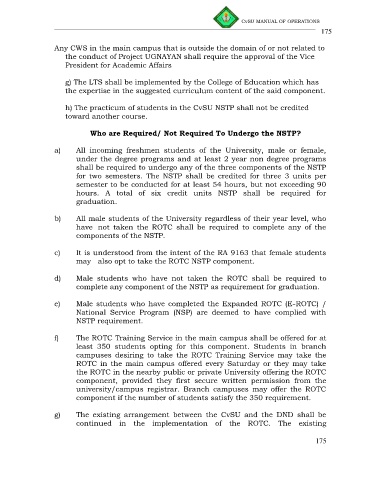 CvSU MANUAL OF OPERATIONS
175
Any CWS in the main campus that is outside the domain of or not related to
the conduct of Project UGNAYAN shall require the approval of the Vice
President for Academic Affairs
g) The LTS shall be implemented by the College of Education which has
the expertise in the suggested curriculum content of the said component.
h) The practicum of students in the CvSU NSTP shall not be credited
toward another course.
Who are Required/ Not Required To Undergo the NSTP?
a) All incoming freshmen students of the University, male or female,
under the degree programs and at least 2 year non degree programs
shall be required to undergo any of the three components of the NSTP
for two semesters. The NSTP shall be credited for three 3 units per
semester to be conducted for at least 54 hours, but not exceeding 90
hours. A total of six credit units NSTP shall be required for
graduation.
b) All male students of the University regardless of their year level, who
have not taken the ROTC shall be required to complete any of the
components of the NSTP.
c) It is understood from the intent of the RA 9163 that female students
may also opt to take the ROTC NSTP component.
d) Male students who have not taken the ROTC shall be required to
complete any component of the NSTP as requirement for graduation.
e) Male students who have completed the Expanded ROTC (E-ROTC) /
National Service Program (NSP) are deemed to have complied with
NSTP requirement.
f) The ROTC Training Service in the main campus shall be offered for at
least 350 students opting for this component. Students in branch
campuses desiring to take the ROTC Training Service may take the
ROTC in the main campus offered every Saturday or they may take
the ROTC in the nearby public or private University offering the ROTC
component, provided they first secure written permission from the
university/campus registrar. Branch campuses may offer the ROTC
component if the number of students satisfy the 350 requirement.
g) The existing arrangement between the CvSU and the DND shall be
continued in the implementation of the ROTC. The existing
175